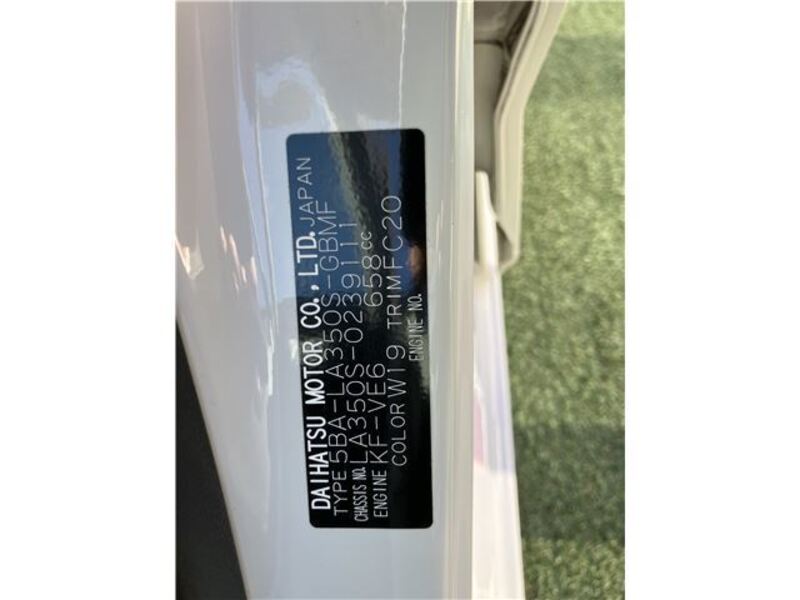 DAIHATSU MOTOR CO., LTD. JAPAN
TYPE 5BA-LA350S-GBMF
CHASSIS NO. LA350S-0239111
ENGINE KF-VE6 658cc
COLOR W19 TRIM FC20
ENGINE NO.